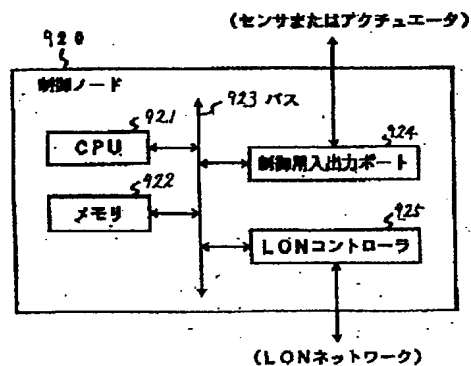 (センサまたはアクチュエータ)
920
制御ノード
923 バス
921
CPU
924
制御用入出力ポート
922
メモリ
925
LONコントローラ
(LONネットワーク)